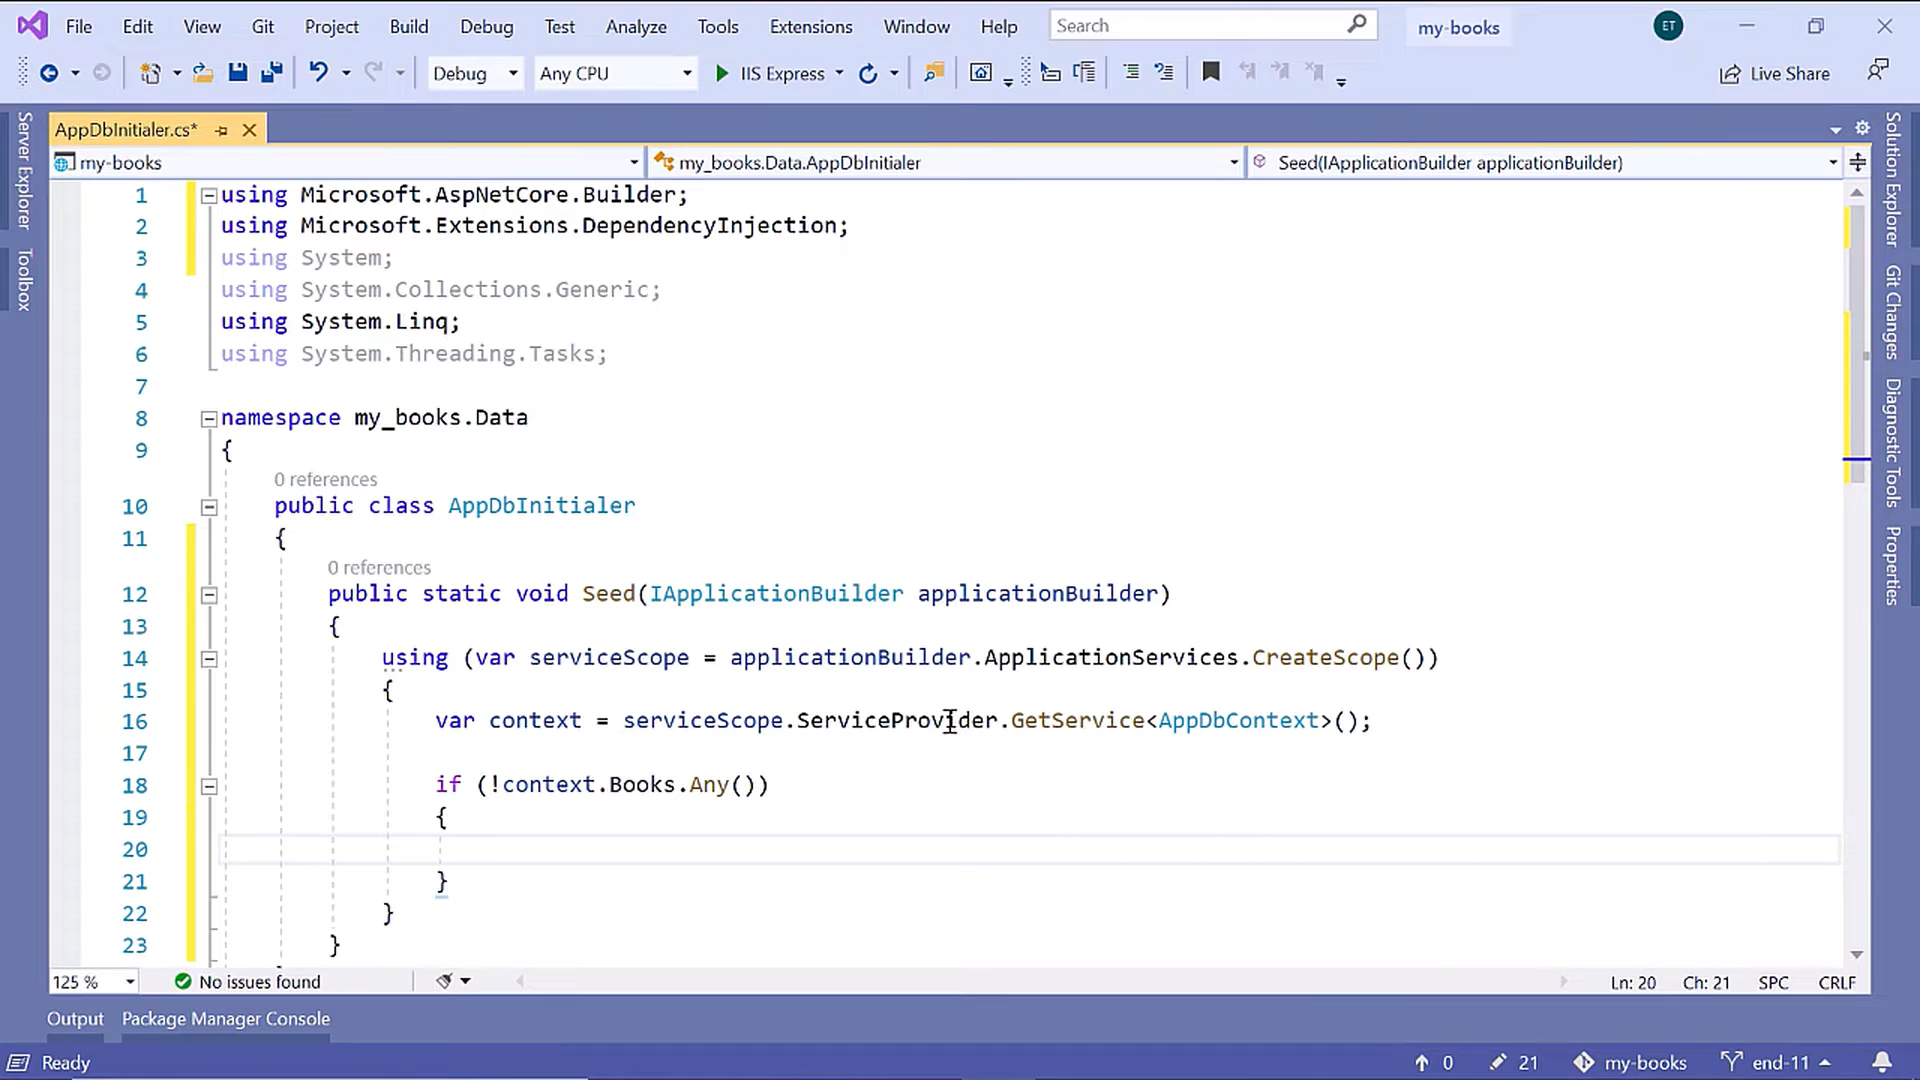 File Edit View Git Project Build Debug Test Analyze Tools Extensions Window Help Search my-books ET
Debug Any CPU IIS Express Live Share
AppDbInitialer.cs*
my-books my_books.Data.AppDbInitialer Seed(IApplicationBuilder applicationBuilder)
Server Explorer
Toolbox
1 using Microsoft.AspNetCore.Builder;
2 using Microsoft.Extensions.DependencyInjection;
3 using System;
4 using System.Collections.Generic;
5 using System.Linq;
6 using System.Threading.Tasks;
7
8 namespace my_books.Data
9 {
0 references
10 public class AppDbInitialer
11 {
0 references
12 public static void Seed(IApplicationBuilder applicationBuilder)
13 {
14 using (var serviceScope = applicationBuilder.ApplicationServices.CreateScope())
15 {
16 var context = serviceScope.ServiceProvider.GetService<AppDbContext>();
17
18 if (!context.Books.Any())
19 {
20
21 }
22 }
23 }
Solution Explorer
Git Changes
Diagnostic Tools
Properties
125 % No issues found Ln: 20 Ch: 21 SPC CRLF
Output Package Manager Console
Ready 0 21 my-books end-11